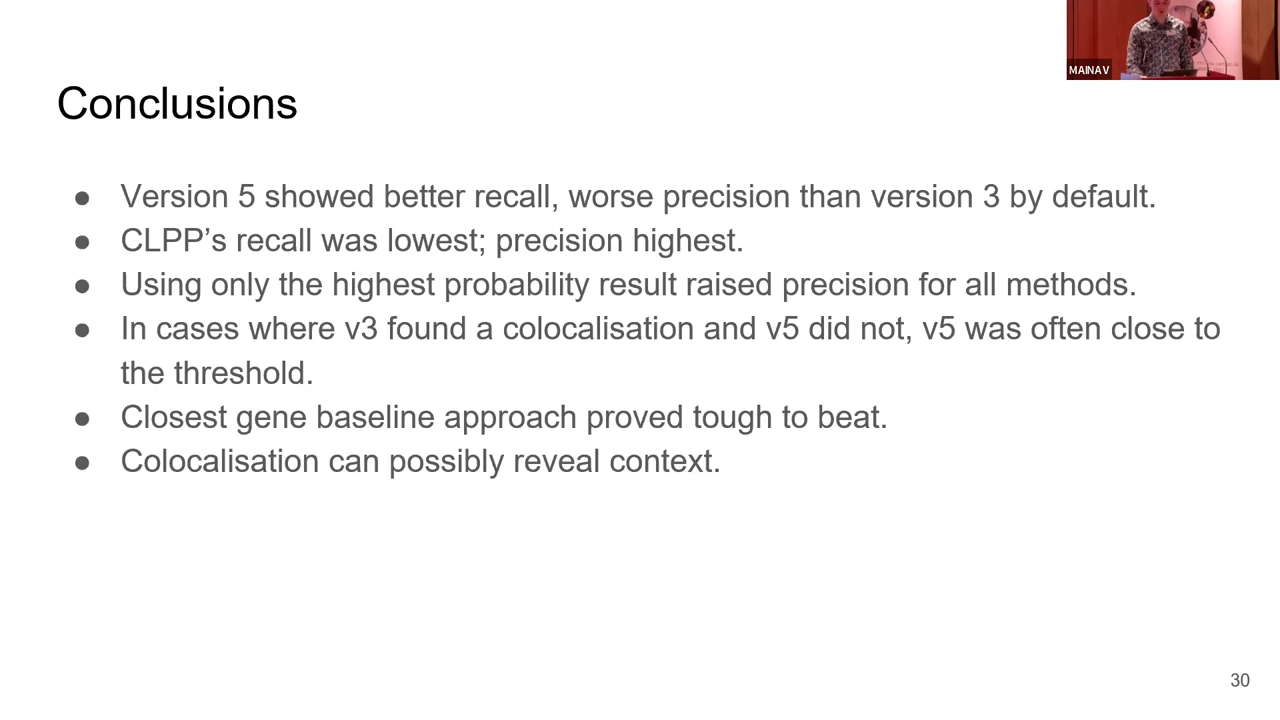 MAINAV
Conclusions
● Version 5 showed better recall, worse precision than version 3 by default.
● CLPP’s recall was lowest; precision highest.
● Using only the highest probability result raised precision for all methods.
● In cases where v3 found a colocalisation and v5 did not, v5 was often close to
the threshold.
● Closest gene baseline approach proved tough to beat.
● Colocalisation can possibly reveal context.
30